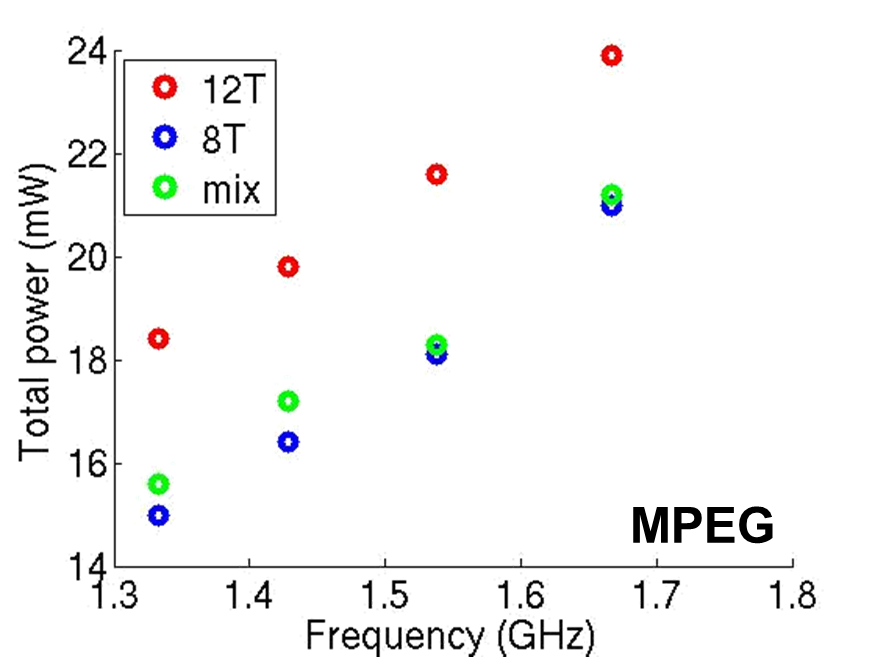 24
12T
8T
22
mix
20
18
16
14
Total power (mW)
MPEG
1.3 1.4 1.5 1.6 1.7 1.8
Frequency (GHz)